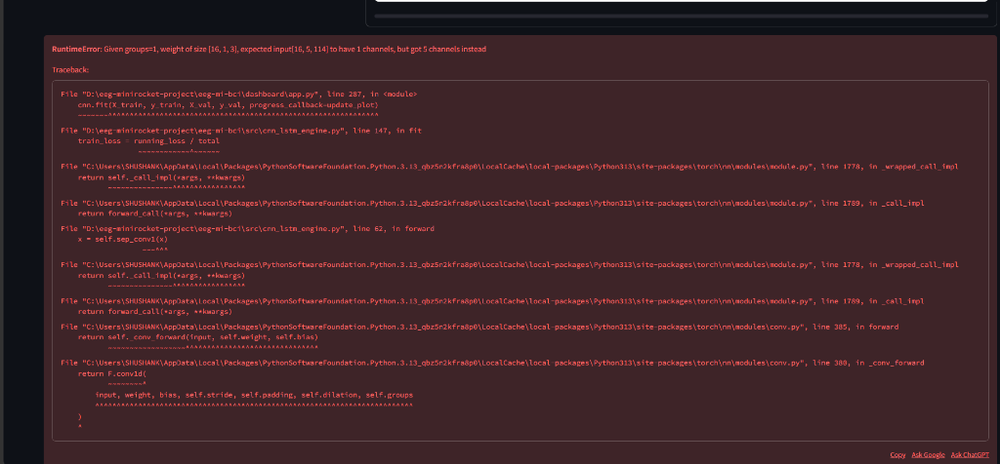 RuntimeError: Given groups=1, weight of size [16, 1, 3], expected input[16, 5, 114] to have 1 channels, but got 5 channels instead
Traceback:
File "D:\eeg-minirocket-project\eeg-mi-bci\dashboard\app.py", line 287, in <module>
cnn.fit(X_train, y_train, X_val, y_val, progress_callback=update_plot)
File "D:\eeg-minirocket-project\eeg-mi-bci\src\cnn_lstm_engine.py", line 147, in fit
train_loss = running_loss / total
File "C:\Users\SHUSHANK\AppData\Local\Packages\PythonSoftwareFoundation.Python.3.13_qbz5n2kfra8p0\LocalCache\local-packages\Python313\site-packages\torch\nn\modules\module.py", line 1778, in _wrapped_call_impl
return self._call_impl(*args, **kwargs)
File "C:\Users\SHUSHANK\AppData\Local\Packages\PythonSoftwareFoundation.Python.3.13_qbz5n2kfra8p0\LocalCache\local-packages\Python313\site-packages\torch\nn\modules\module.py", line 1789, in _call_impl
return forward_call(*args, **kwargs)
File "D:\eeg-minirocket-project\eeg-mi-bci\src\cnn_lstm_engine.py", line 62, in forward
x = self.sep_conv1(x)
File "C:\Users\SHUSHANK\AppData\Local\Packages\PythonSoftwareFoundation.Python.3.13_qbz5n2kfra8p0\LocalCache\local-packages\Python313\site-packages\torch\nn\modules\module.py", line 1778, in _wrapped_call_impl
return self._call_impl(*args, **kwargs)
File "C:\Users\SHUSHANK\AppData\Local\Packages\PythonSoftwareFoundation.Python.3.13_qbz5n2kfra8p0\LocalCache\local-packages\Python313\site-packages\torch\nn\modules\module.py", line 1789, in _call_impl
return forward_call(*args, **kwargs)
File "C:\Users\SHUSHANK\AppData\Local\Packages\PythonSoftwareFoundation.Python.3.13_qbz5n2kfra8p0\LocalCache\local-packages\Python313\site-packages\torch\nn\modules\conv.py", line 385, in forward
return self._conv_forward(input, self.weight, self.bias)
File "C:\Users\SHUSHANK\AppData\Local\Packages\PythonSoftwareFoundation.Python.3.13_qbz5n2kfra8p0\LocalCache\local-packages\Python313\site-packages\torch\nn\modules\conv.py", line 380, in _conv_forward
return F.conv1d(
input, weight, bias, self.stride, self.padding, self.dilation, self.groups
)
Copy Ask Google Ask ChatGPT